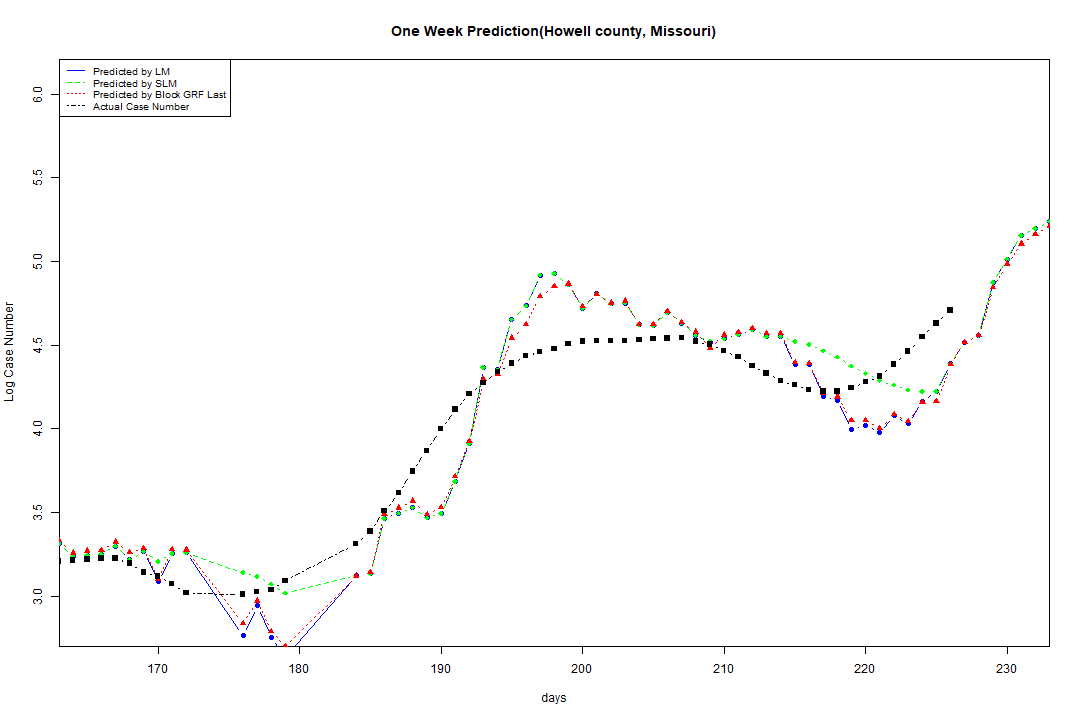 One Week Prediction(Howell county, Missouri)
Predicted by LM
Predicted by SLM
Predicted by Block GRF Last
Actual Case Number
Log Case Number
6.0
5.5
5.0
4.5
4.0
3.5
3.0
170 180 190 200 210 220 230
days